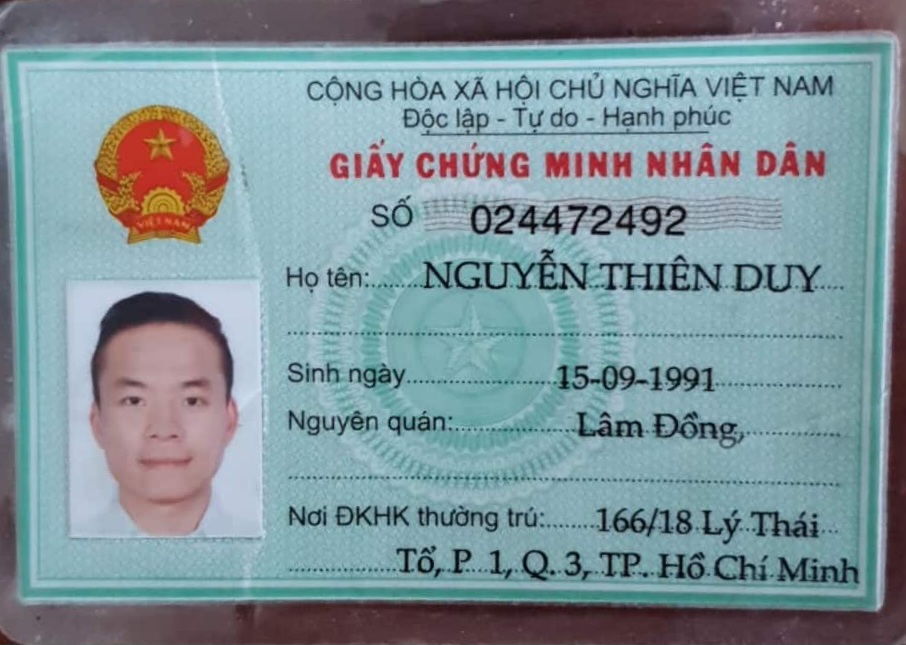 CỘNG HÒA XÃ HỘI CHỦ NGHĨA VIỆT NAM
Độc lập - Tự do - Hạnh phúc
GIẤY CHỨNG MINH NHÂN DÂN
SỐ 024472492
VIỆT NAM
Họ tên: NGUYỄN THIÊN DUY
Sinh ngày 15-09-1991
Nguyên quán: Lâm Đồng,
Nơi ĐKHK thường trú: 166/18 Lý Thái
Tổ, P 1, Q. 3, TP. Hồ Chí Minh